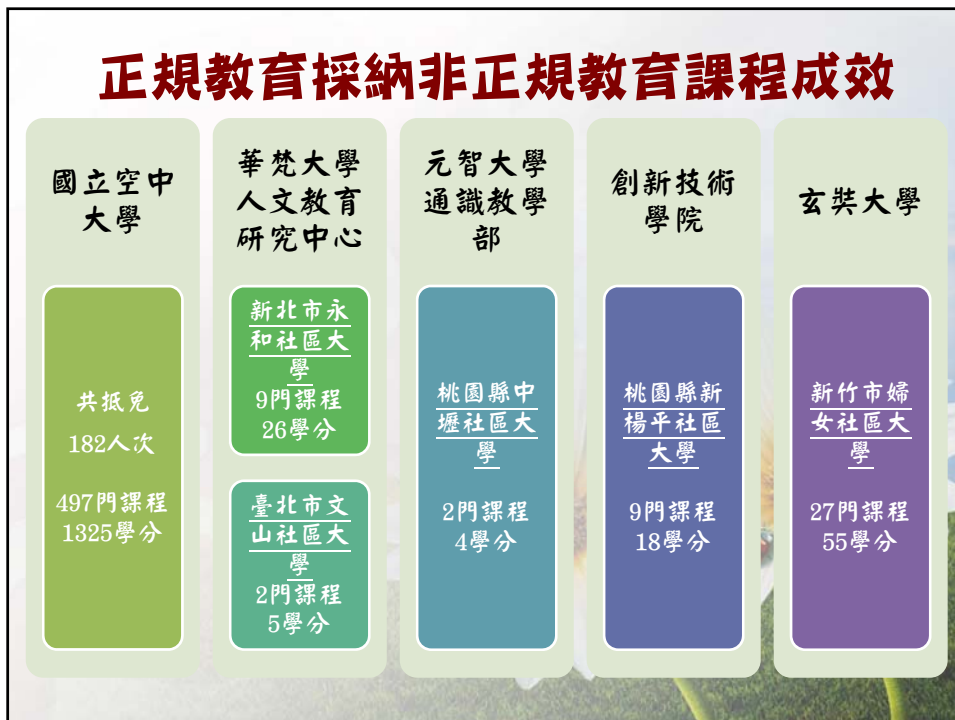 正規教育採納非正規教育課程成效
國立空中
大學
共抵免
182人次
497門課程
1325學分
華梵大學
人文教育
研究中心
新北市永
和社區大
學
9門課程
26學分
臺北市文
山社區大
學
2門課程
5學分
元智大學
通識教學
部
桃園縣中
壢社區大
學
2門課程
4學分
創新技術
學院
桃園縣新
楊平社區
大學
9門課程
18學分
玄奘大學
新竹市婦
女社區大
學
27門課程
55學分